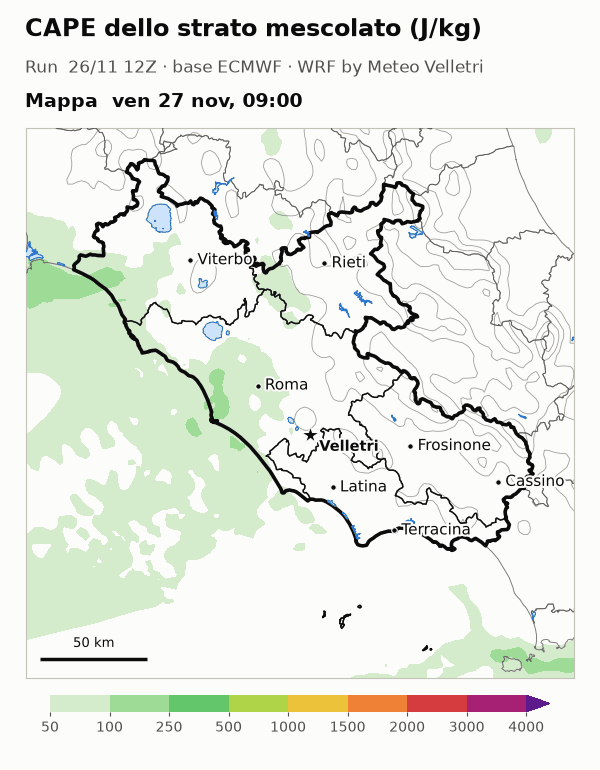 CAPE dello strato mescolato (J/kg)
Run  26/11 12Z · base ECMWF · WRF by Meteo Velletri
Mappa  ven 27 nov, 09:00
Viterbo
Rieti
Roma
Velletri
Frosinone
Latina
Cassino
Terracina
50 km
50 100 250 500 1000 1500 2000 3000 4000